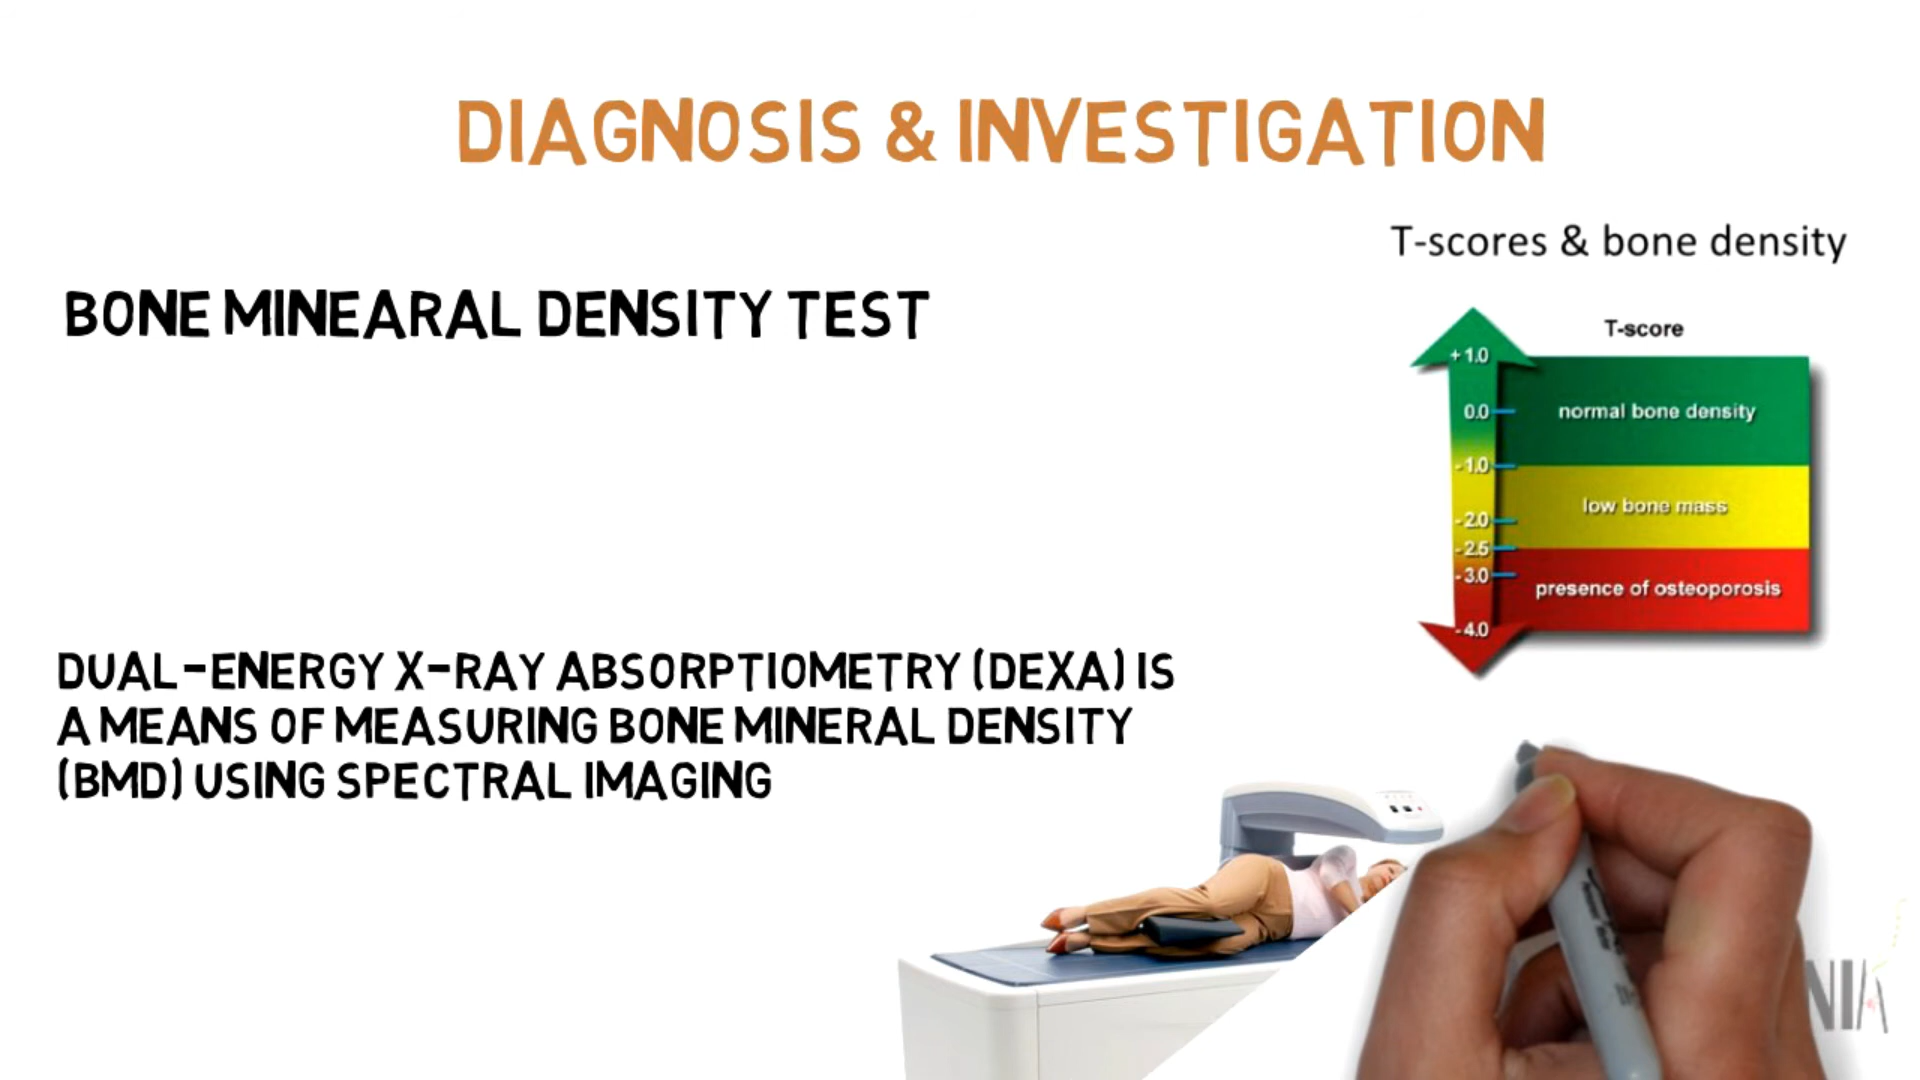 DIAGNOSIS & INVESTIGATION
T-scores & bone density
BONE MINEARAL DENSITY TEST
T-score
+1.0
0.0
normal bone density
-1.0
low bone mass
-2.0
-2.5
-3.0
presence of osteoporosis
-4.0
DUAL-ENERGY X-RAY ABSORPTIOMETRY (DEXA) IS
A MEANS OF MEASURING BONE MINERAL DENSITY
(BMD) USING SPECTRAL IMAGING